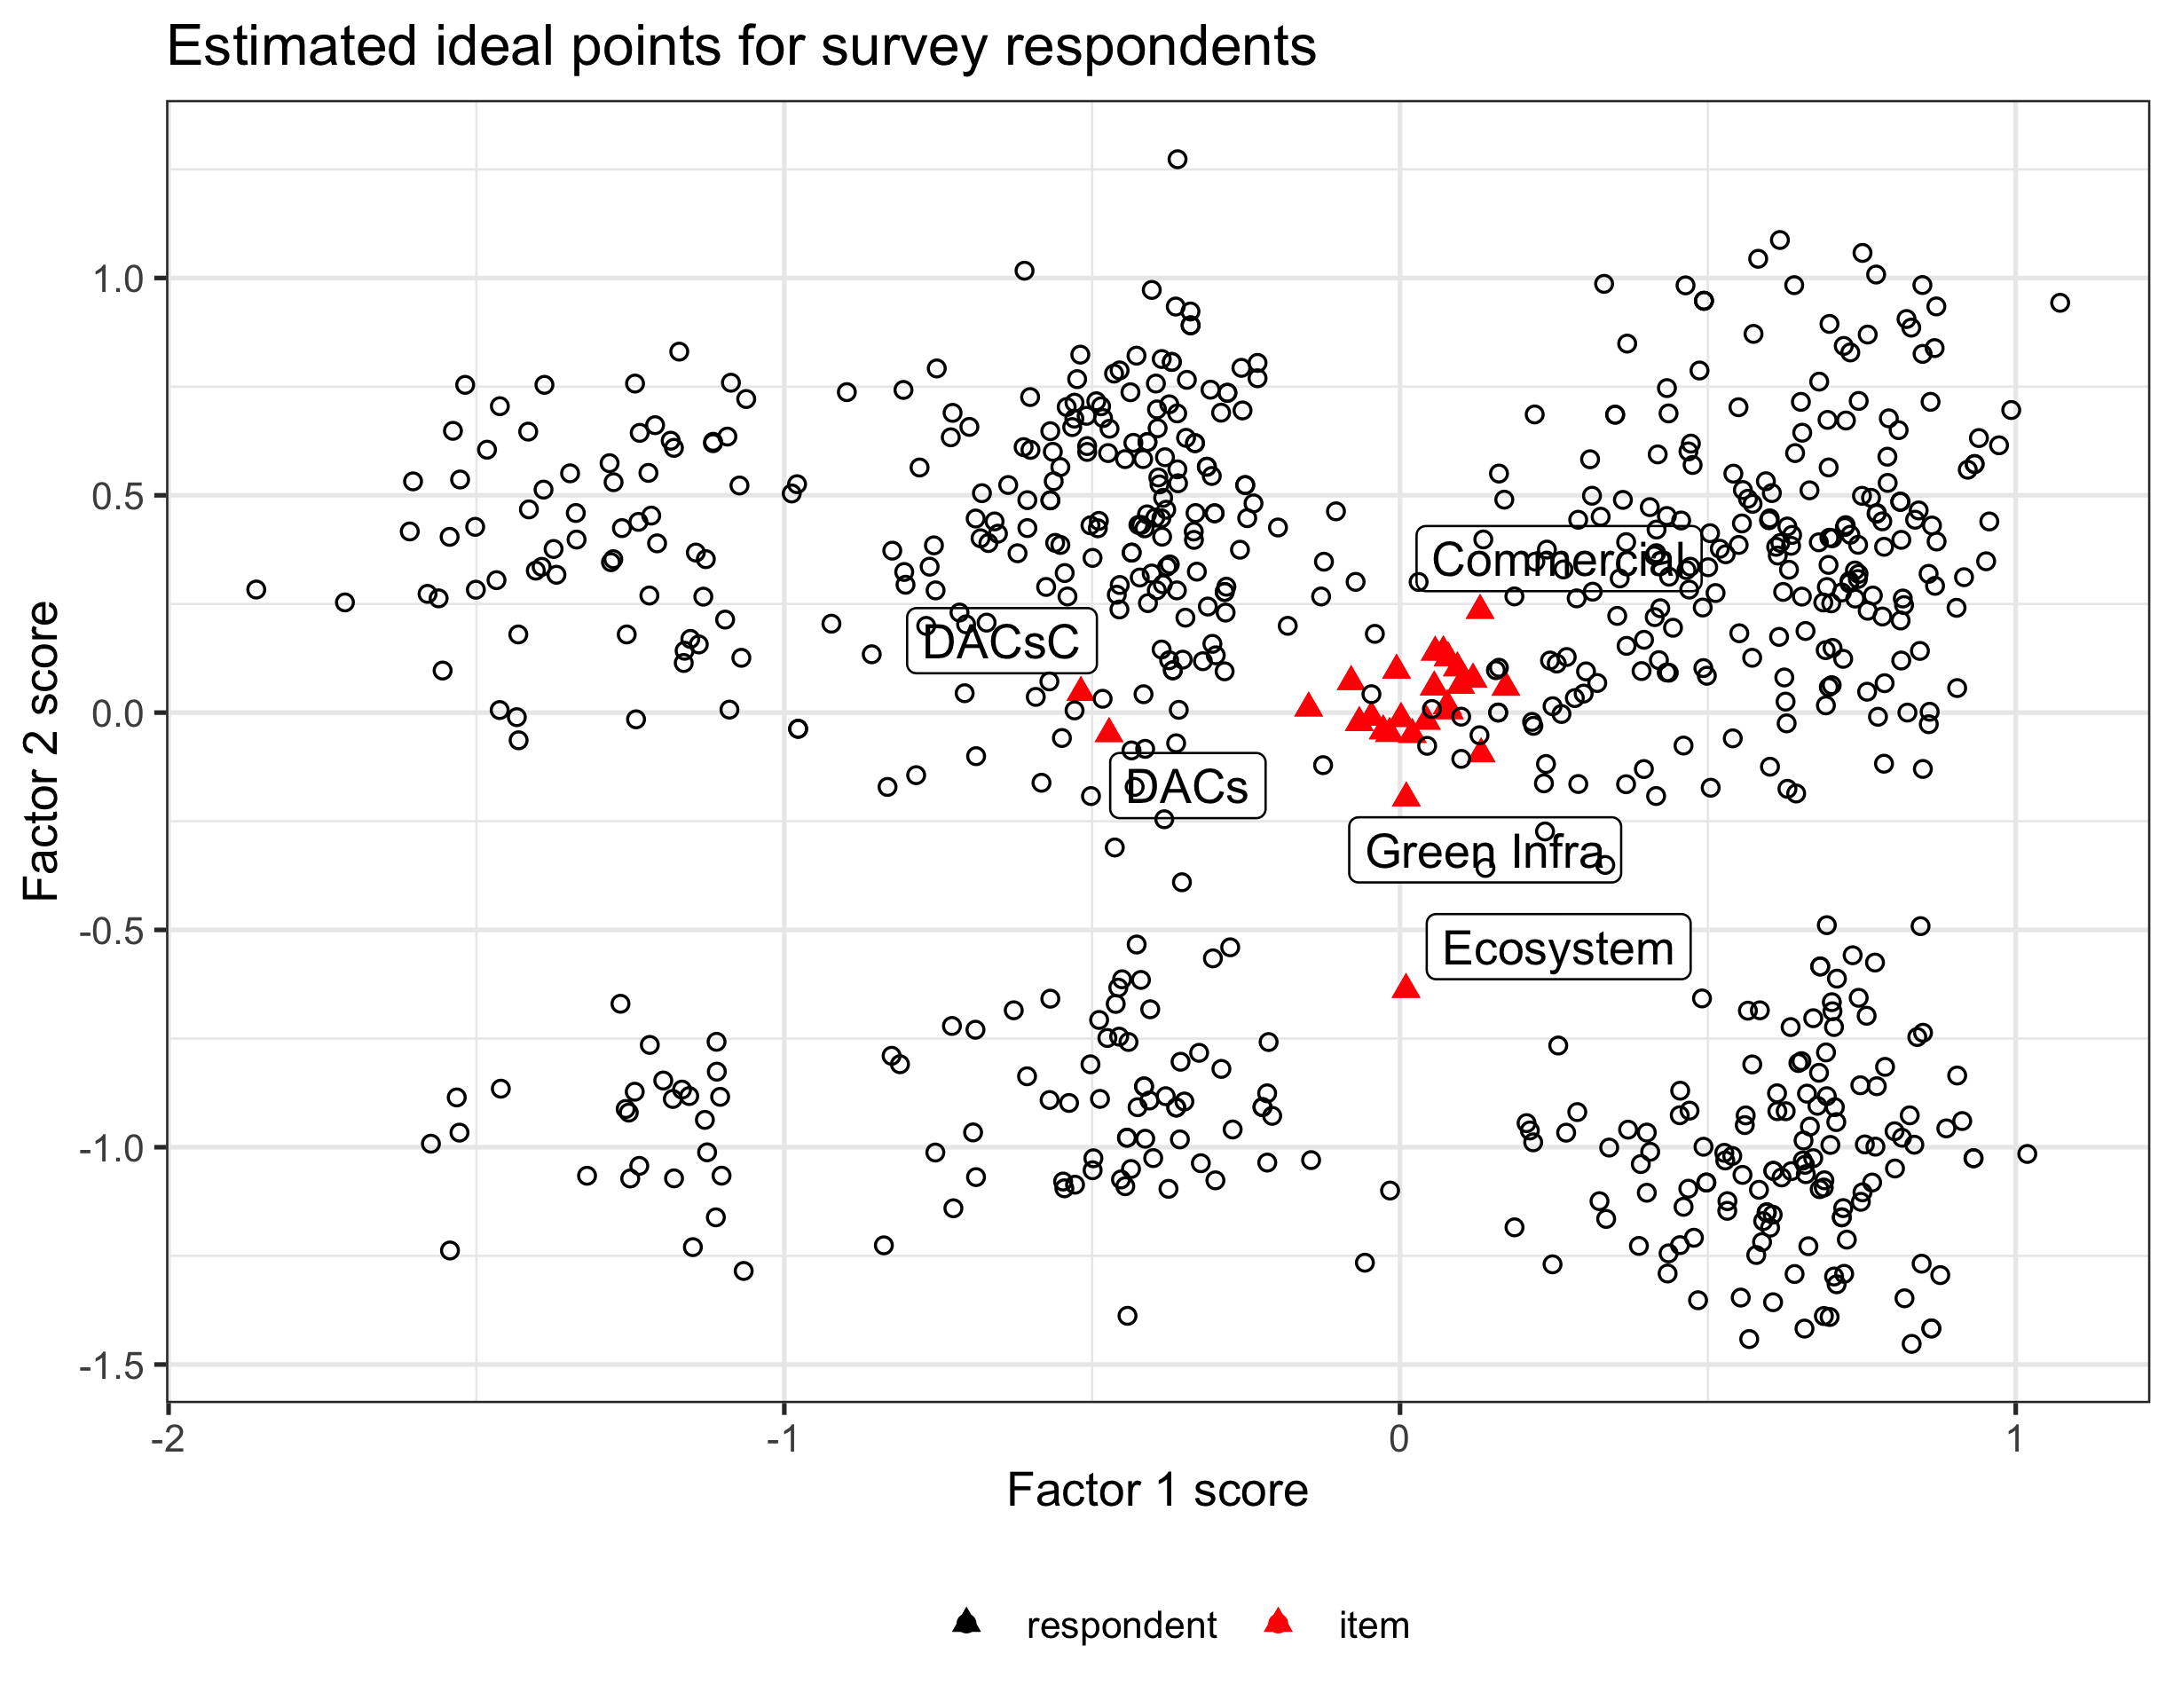 Estimated ideal points for survey respondents
Factor 2 score
1.0
0.5
0.0
-0.5
-1.0
-1.5
Commercial
DACsC
DACs
Green Infra
Ecosystem
-2
-1
0
1
Factor 1 score
respondent
item